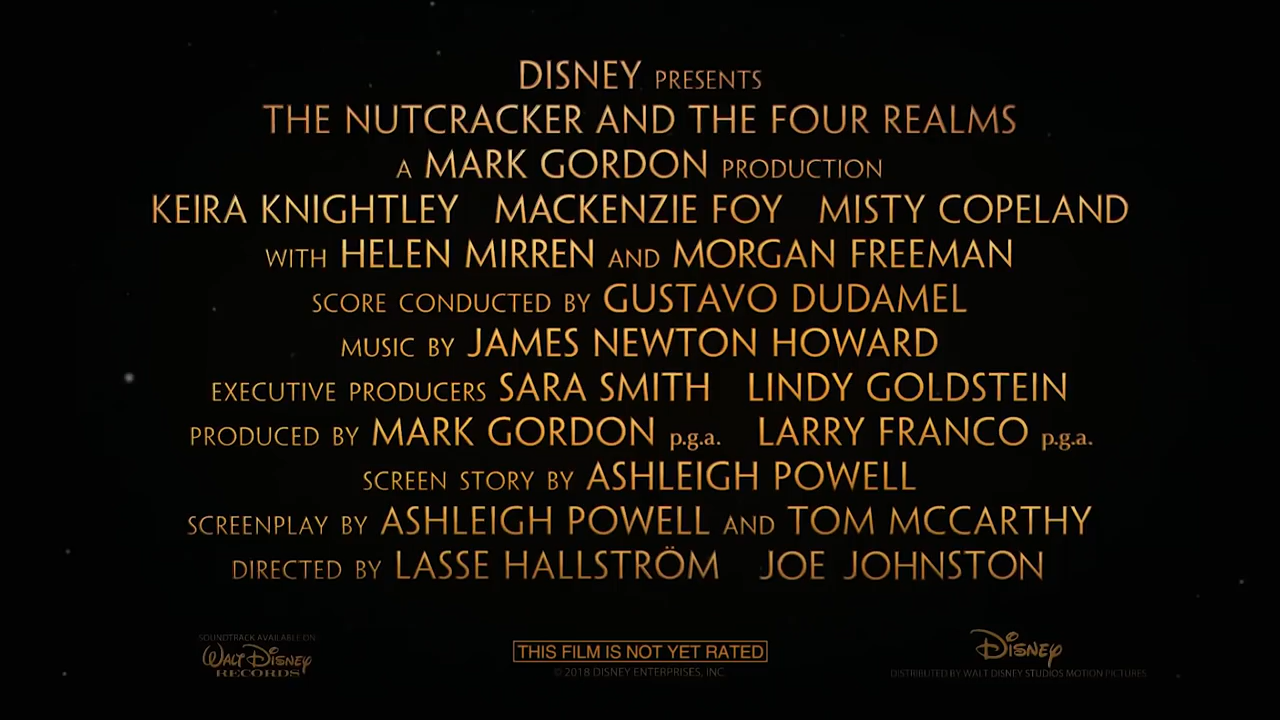 DISNEY PRESENTS
THE NUTCRACKER AND THE FOUR REALMS
A MARK GORDON PRODUCTION
KEIRA KNIGHTLEY MACKENZIE FOY MISTY COPELAND
WITH HELEN MIRREN AND MORGAN FREEMAN
SCORE CONDUCTED BY GUSTAVO DUDAMEL
MUSIC BY JAMES NEWTON HOWARD
EXECUTIVE PRODUCERS SARA SMITH LINDY GOLDSTEIN
PRODUCED BY MARK GORDON p.g.a. LARRY FRANCO p.g.a.
SCREEN STORY BY ASHLEIGH POWELL
SCREENPLAY BY ASHLEIGH POWELL AND TOM MCCARTHY
DIRECTED BY LASSE HALLSTRÖM JOE JOHNSTON
SOUNDTRACK AVAILABLE ON
WALT DISNEY
RECORDS
THIS FILM IS NOT YET RATED
© 2018 DISNEY ENTERPRISES, INC.
DISNEY
DISTRIBUTED BY WALT DISNEY STUDIOS MOTION PICTURES